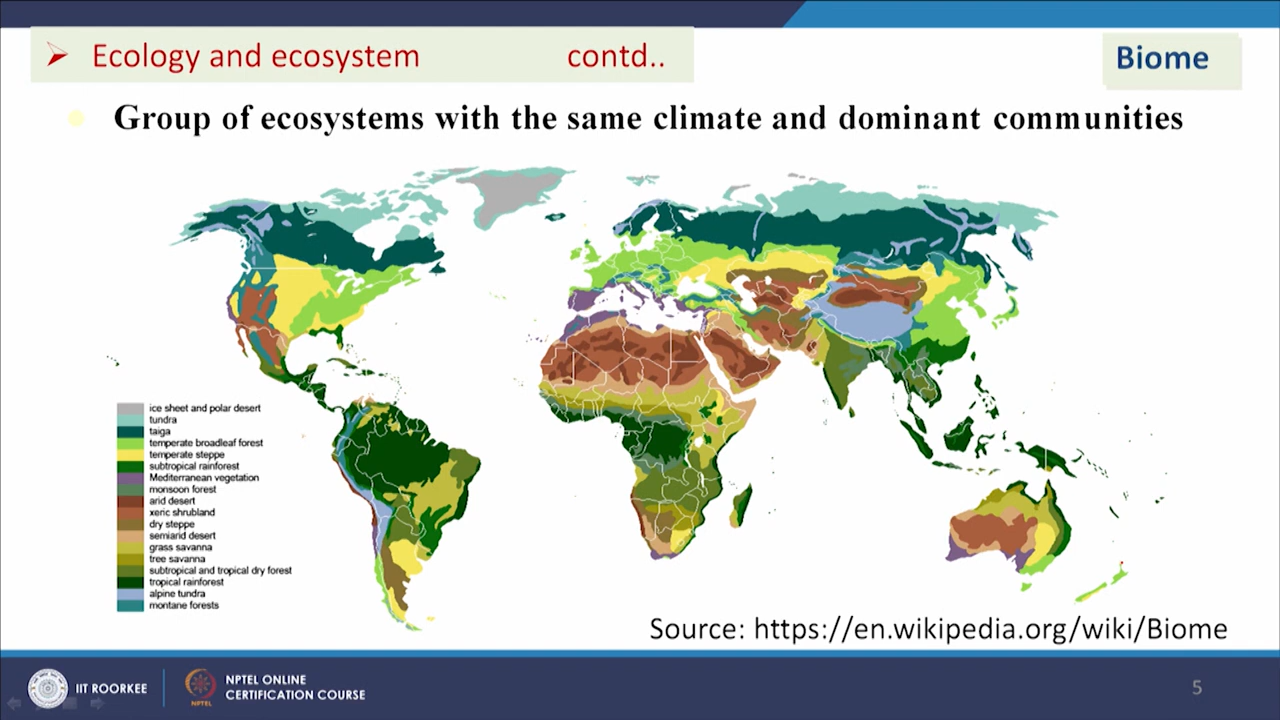 Ecology and ecosystem contd..
Biome
Group of ecosystems with the same climate and dominant communities
ice sheet and polar desert
tundra
taiga
temperate broadleaf forest
temperate steppe
subtropical rainforest
Mediterranean vegetation
monsoon forest
arid desert
xeric shrubland
dry steppe
semiarid desert
grass savanna
tree savanna
subtropical and tropical dry forest
tropical rainforest
alpine tundra
montane forests
Source: https://en.wikipedia.org/wiki/Biome
IIT ROORKEE
NPTEL
NPTEL ONLINE
CERTIFICATION COURSE
5